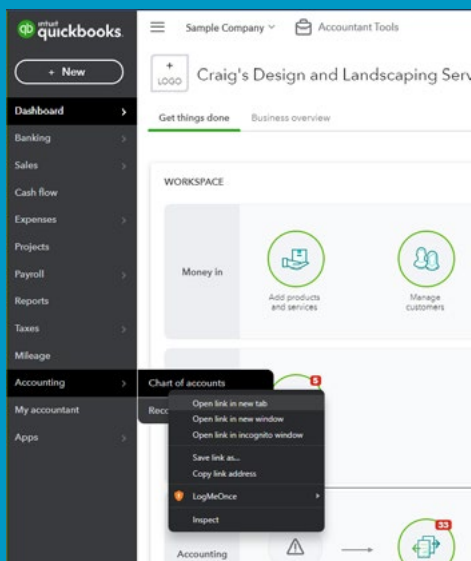 intuit
qb quickbooks.
+ New
Dashboard
Banking
Sales
Cash flow
Expenses
Projects
Payroll
Reports
Taxes
Mileage
Accounting
My accountant
Apps
Sample Company
Accountant Tools
+
LOGO
Craig's Design and Landscaping Serv
Get things done
Business overview
WORKSPACE
Money in
Add products
and services
Manage
customers
Chart of accounts
Reco
5
Open link in new tab
Open link in new window
Open link in incognito window
Save link as...
Copy link address
LogMeOnce
Inspect
Accounting
33